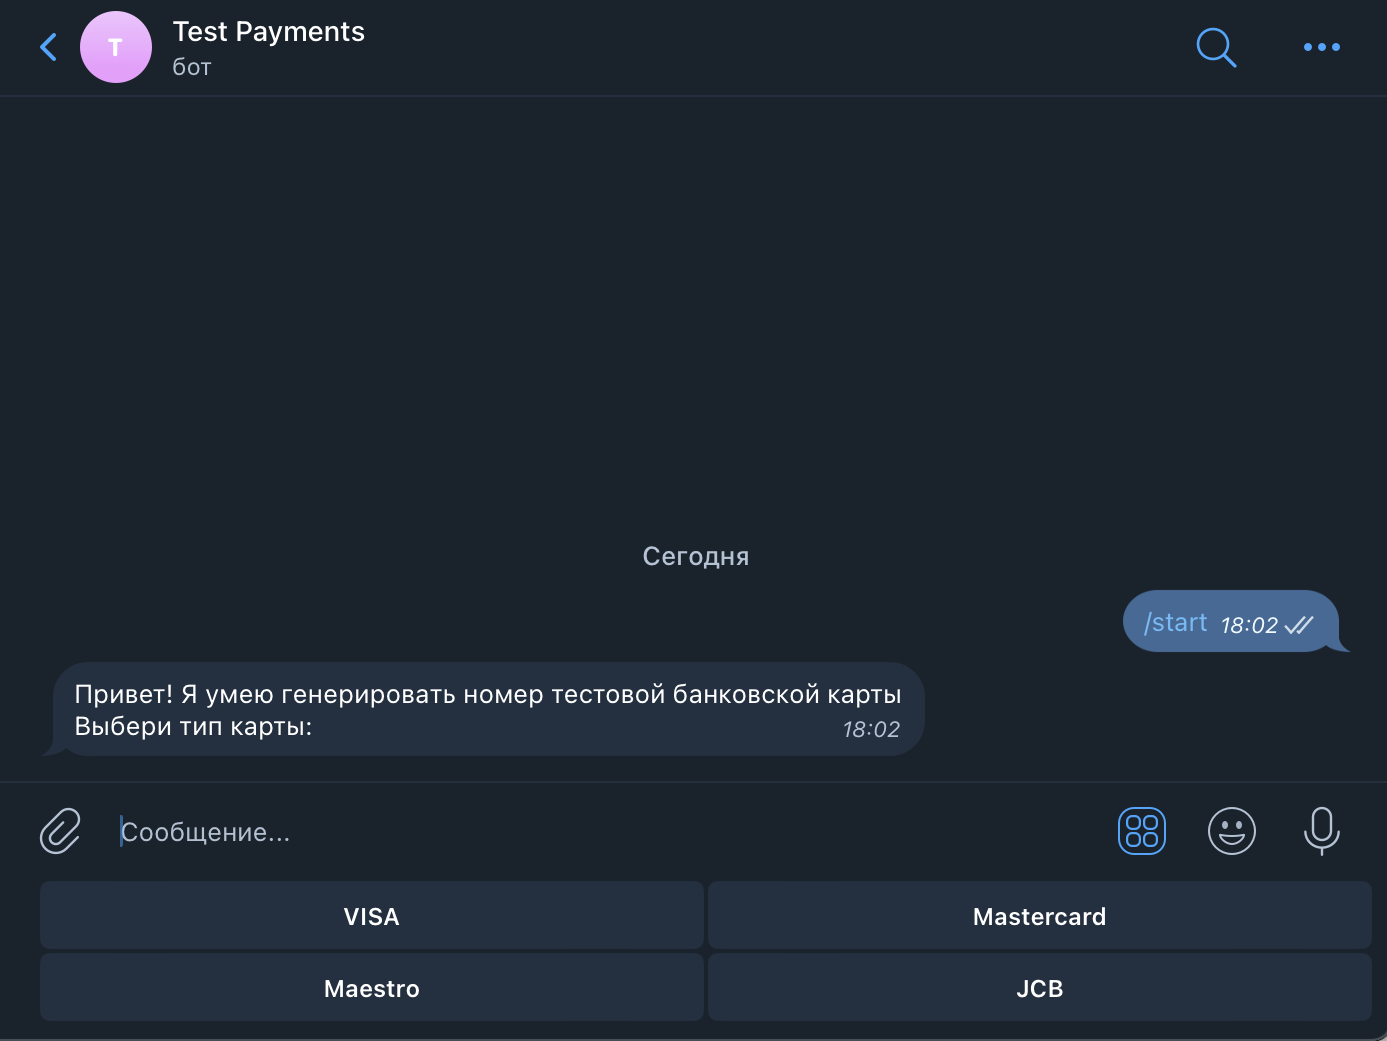 T
Test Payments
бот
Сегодня
/start 18:02
Привет! Я умею генерировать номер тестовой банковской карты
Выбери тип карты:
18:02
Сообщение...
VISA
Mastercard
Maestro
JCB